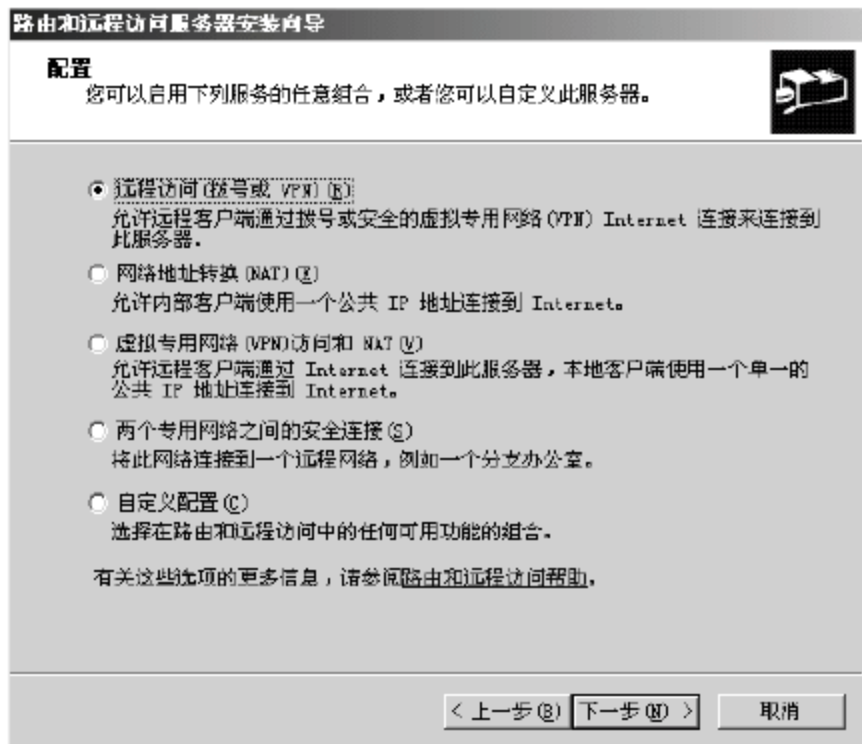 路由和远程访问服务器安装向导
配置
您可以启用下列服务的任意组合，或者您可以自定义此服务器。
远程访问(拨号或 VPN)(R)
允许远程客户端通过拨号或安全的虚拟专用网络(VPN) Internet 连接来连接到
此服务器。
网络地址转换(NAT)(E)
允许内部客户端使用一个公共 IP 地址连接到 Internet。
虚拟专用网络(VPN)访问和 NAT(V)
允许远程客户端通过 Internet 连接到此服务器，本地客户端使用一个单一的
公共 IP 地址连接到 Internet。
两个专用网络之间的安全连接(S)
将此网络连接到一个远程网络，例如一个分支办公室。
自定义配置(C)
选择在路由和远程访问中的任何可用功能的组合。
有关这些选项的更多信息，请参阅路由和远程访问帮助。
< 上一步(B) 下一步(N) > 取消